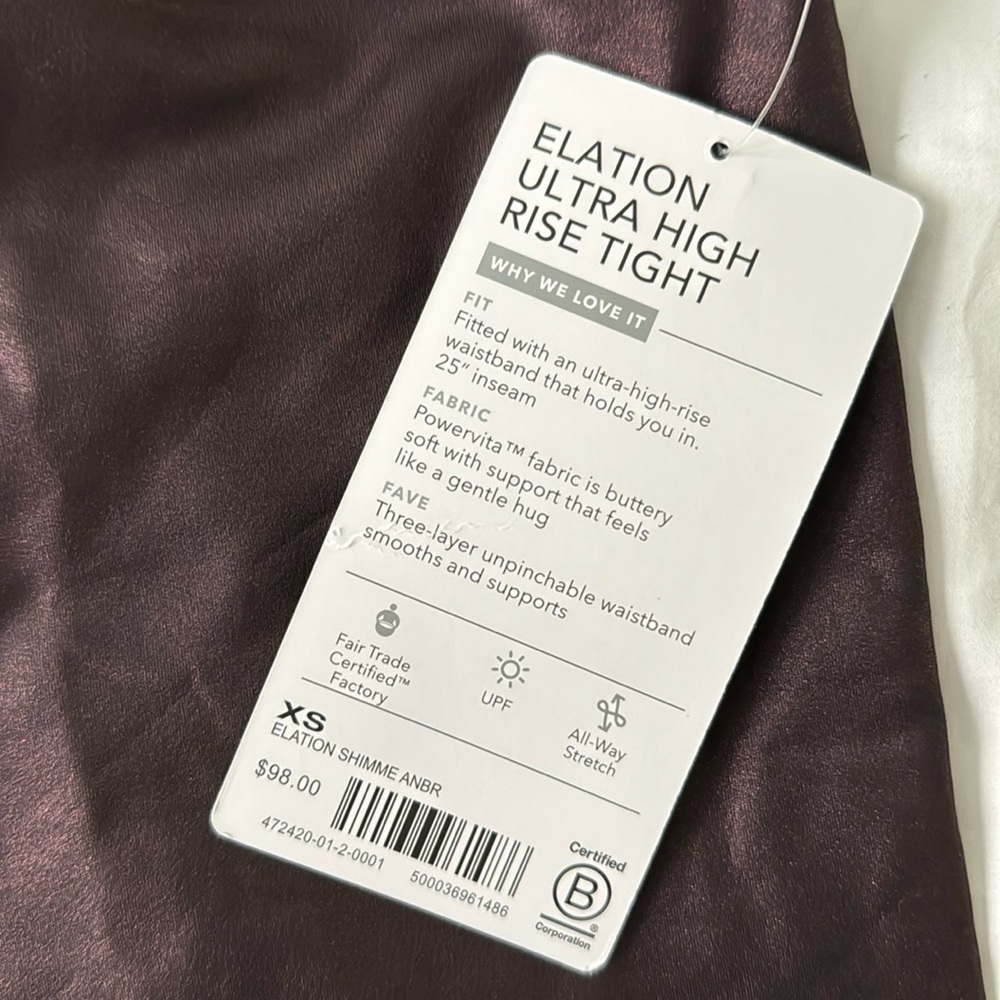 ELATION
ULTRA HIGH
RISE TIGHT
WHY WE LOVE IT
FIT
Fitted with an ultra-high-rise
waistband that holds you in.
25" inseam
FABRIC
Powervita™ fabric is buttery
soft with support that feels
like a gentle hug
FAVE
Three-layer unpinchable waistband
smooths and supports
Fair Trade
Certified™
Factory
UPF
All-Way
Stretch
XS
ELATION SHIMME ANBR
$98.00
472420-01-2-0001
500036961486
Certified
B
®
Corporation